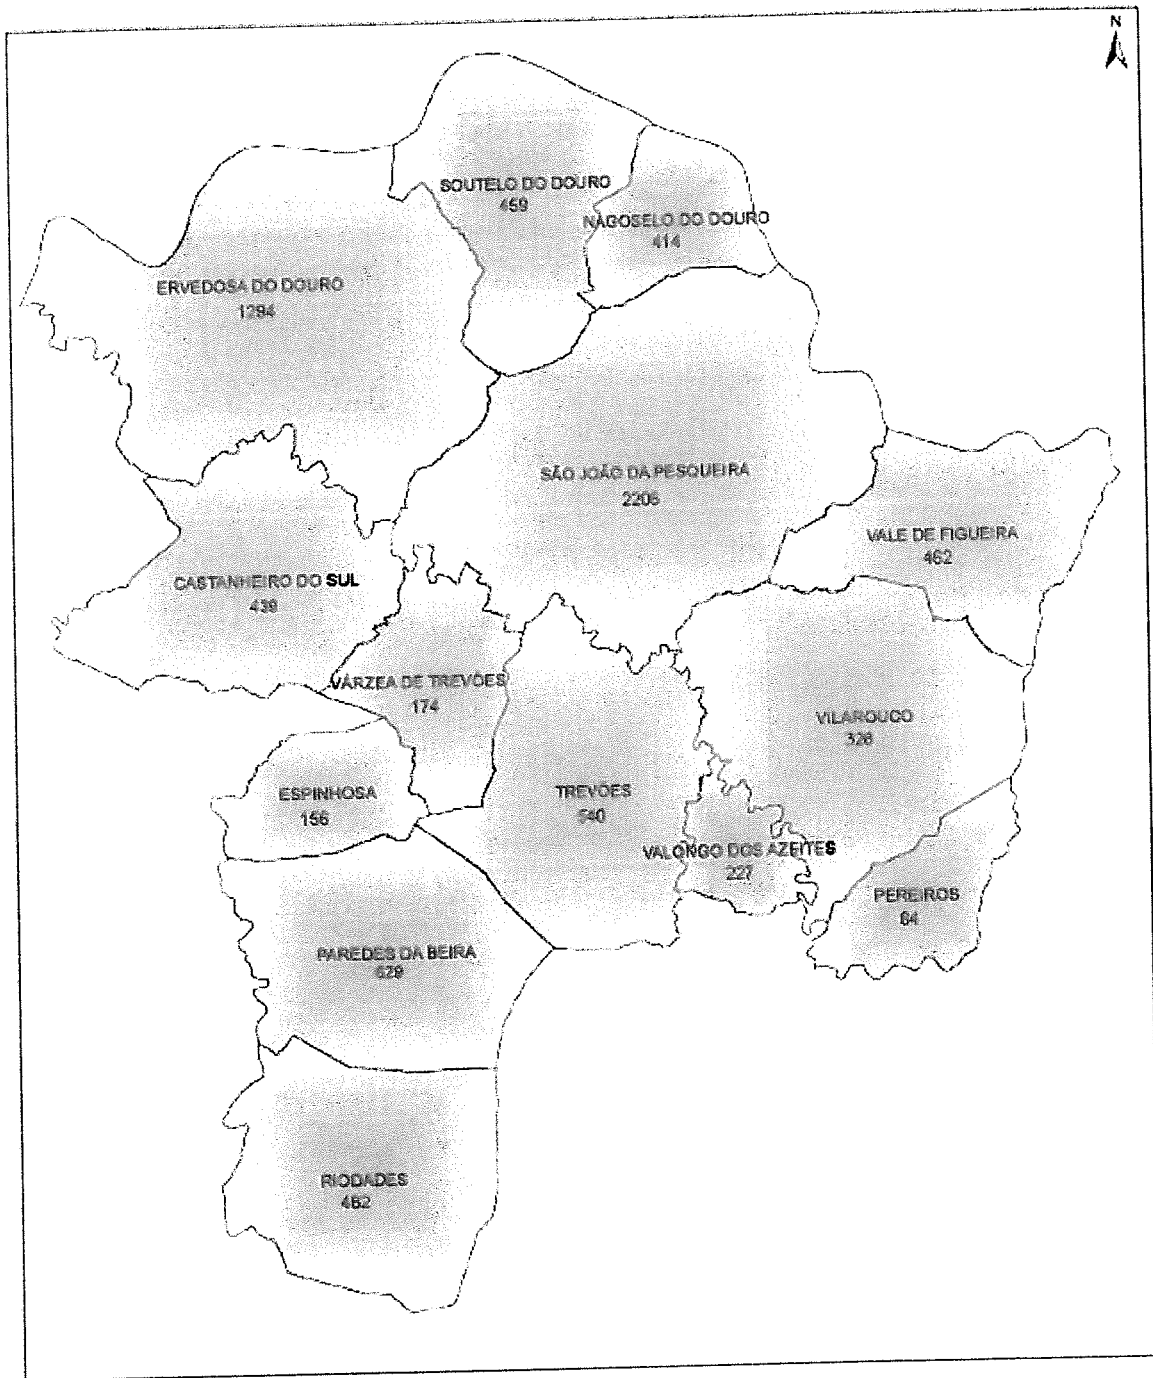 N
SOUTELO DO DOURO
459
NAGOSELO DO DOURO
414
ERVEDOSA DO DOURO
1294
SÃO JOÃO DA PESQUEIRA
2206
VALE DE FIGUEIRA
462
CASTANHEIRO DO SUL
439
VÁRZEA DE TREVÕES
174
VILAROUCO
328
ESPINHOSA
156
TREVÕES
540
VALONGO DOS AZEITES
227
PEREIROS
64
PAREDES DA BEIRA
629
RIODADES
462